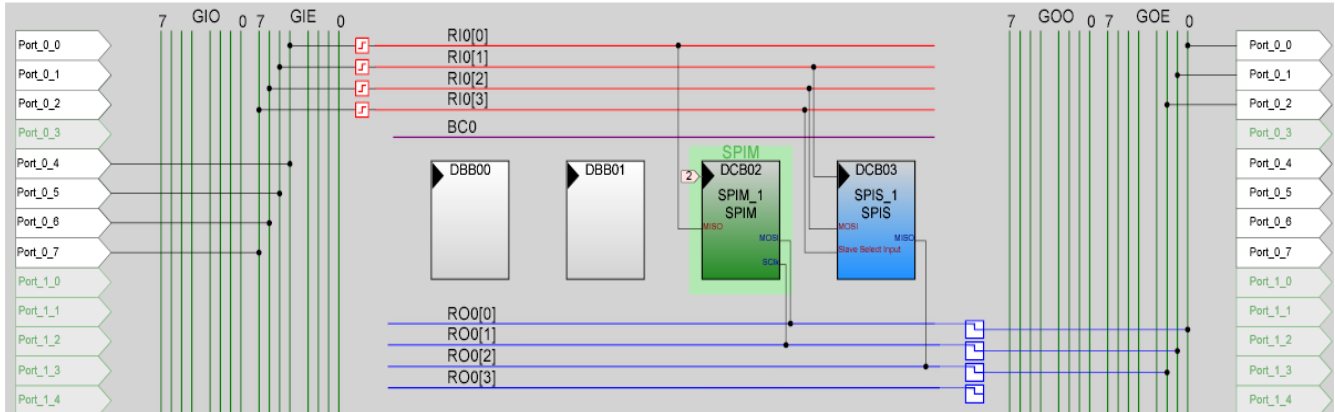 7 GIO 0 7 GIE 0
7 GOO 0 7 GOE 0
Port_0_0
Port_0_1
Port_0_2
Port_0_3
Port_0_4
Port_0_5
Port_0_6
Port_0_7
Port_1_0
Port_1_1
Port_1_2
Port_1_3
Port_1_4
RI0[0]
RI0[1]
RI0[2]
RI0[3]
BC0
DBB00
DBB01
SPIM
2
DCB02
SPIM_1
SPIM
MISO
MOSI
SClk
DCB03
SPIS_1
SPIS
MOSI
MISO
Slave Select Input
RO0[0]
RO0[1]
RO0[2]
RO0[3]
Port_0_0
Port_0_1
Port_0_2
Port_0_3
Port_0_4
Port_0_5
Port_0_6
Port_0_7
Port_1_0
Port_1_1
Port_1_2
Port_1_3
Port_1_4